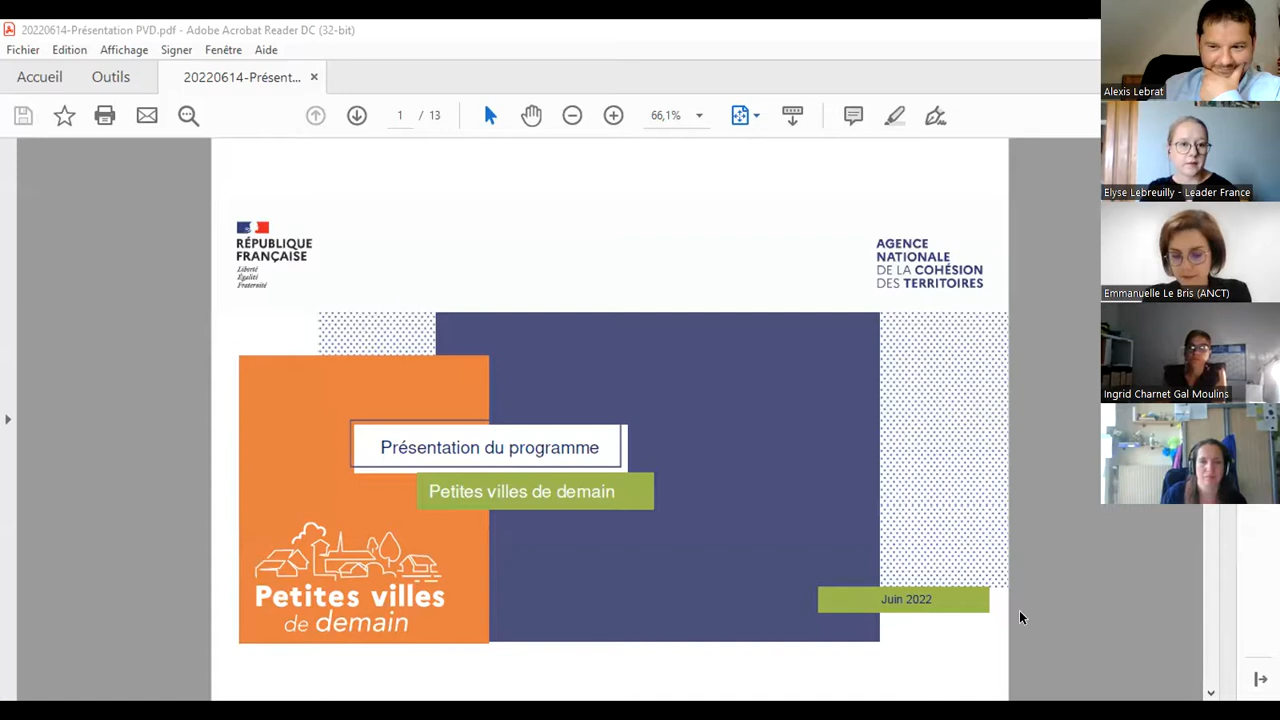 20220614-Présentation PVD.pdf - Adobe Acrobat Reader DC (32-bit)
Fichier Edition Affichage Signer Fenêtre Aide
Accueil Outils 20220614-Présent... ×
1 / 13 66,1%
RÉPUBLIQUE
FRANÇAISE
Liberté
Égalité
Fraternité
AGENCE
NATIONALE
DE LA COHÉSION
DES TERRITOIRES
Présentation du programme
Petites villes de demain
Petites villes
de demain
Juin 2022
Alexis Lebrat
Elyse Lebreuilly - Leader France
Emmanuelle Le Bris (ANCT)
Ingrid Charnet Gal Moulins